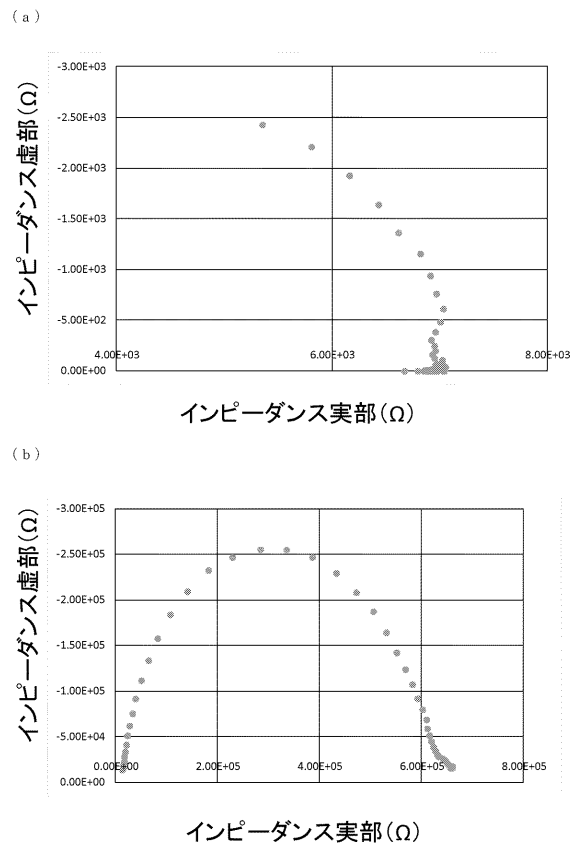 （a）
インピーダンス虚部(Ω)
-3.00E+03
-2.50E+03
-2.00E+03
-1.50E+03
-1.00E+03
-5.00E+02
0.00E+00
4.00E+03
6.00E+03
8.00E+03
インピーダンス実部(Ω)
（b）
インピーダンス虚部(Ω)
-3.00E+05
-2.50E+05
-2.00E+05
-1.50E+05
-1.00E+05
-5.00E+04
0.00E+00
0.00E+00
2.00E+05
4.00E+05
6.00E+05
8.00E+05
インピーダンス実部(Ω)